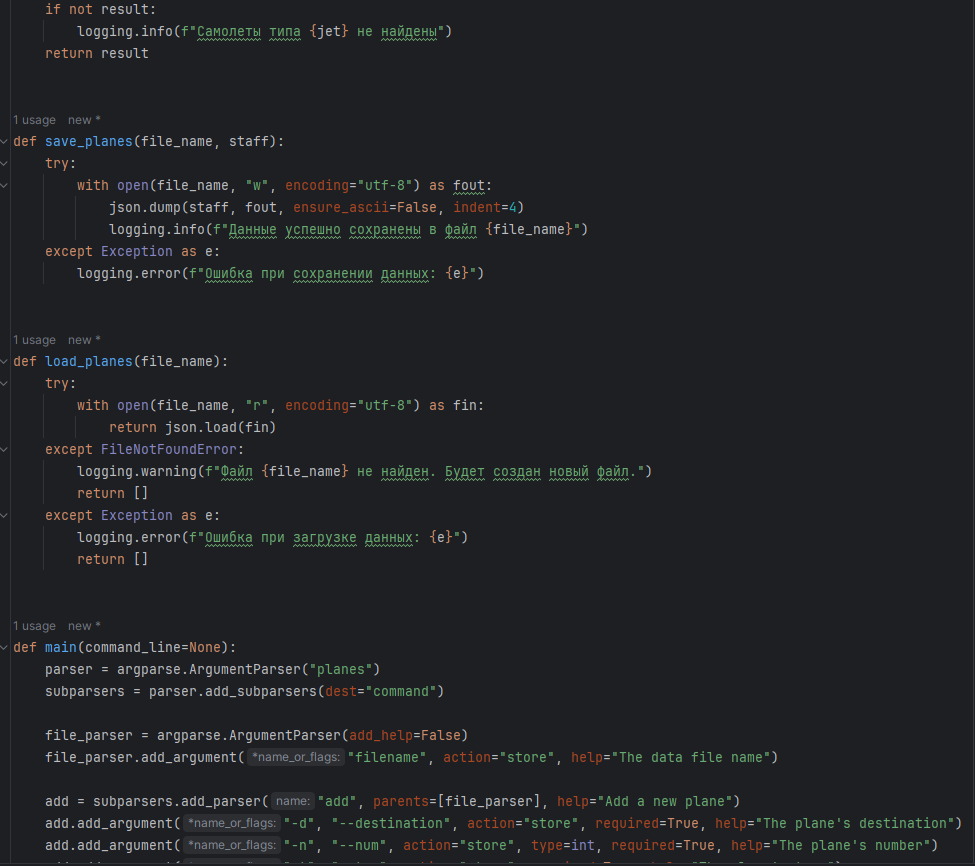 if not result:
        logging.info(f"Самолеты типа {jet} не найдены")
    return result
1 usage   new *
def save_planes(file_name, staff):
    try:
        with open(file_name, "w", encoding="utf-8") as fout:
            json.dump(staff, fout, ensure_ascii=False, indent=4)
            logging.info(f"Данные успешно сохранены в файл {file_name}")
    except Exception as e:
        logging.error(f"Ошибка при сохранении данных: {e}")
1 usage   new *
def load_planes(file_name):
    try:
        with open(file_name, "r", encoding="utf-8") as fin:
            return json.load(fin)
    except FileNotFoundError:
        logging.warning(f"Файл {file_name} не найден. Будет создан новый файл.")
        return []
    except Exception as e:
        logging.error(f"Ошибка при загрузке данных: {e}")
        return []
1 usage   new *
def main(command_line=None):
    parser = argparse.ArgumentParser("planes")
    subparsers = parser.add_subparsers(dest="command")
    file_parser = argparse.ArgumentParser(add_help=False)
    file_parser.add_argument( *name_or_flags: "filename", action="store", help="The data file name")
    add = subparsers.add_parser( name: "add", parents=[file_parser], help="Add a new plane")
    add.add_argument( *name_or_flags: "-d", "--destination", action="store", required=True, help="The plane's destination")
    add.add_argument( *name_or_flags: "-n", "--num", action="store", type=int, required=True, help="The plane's number")